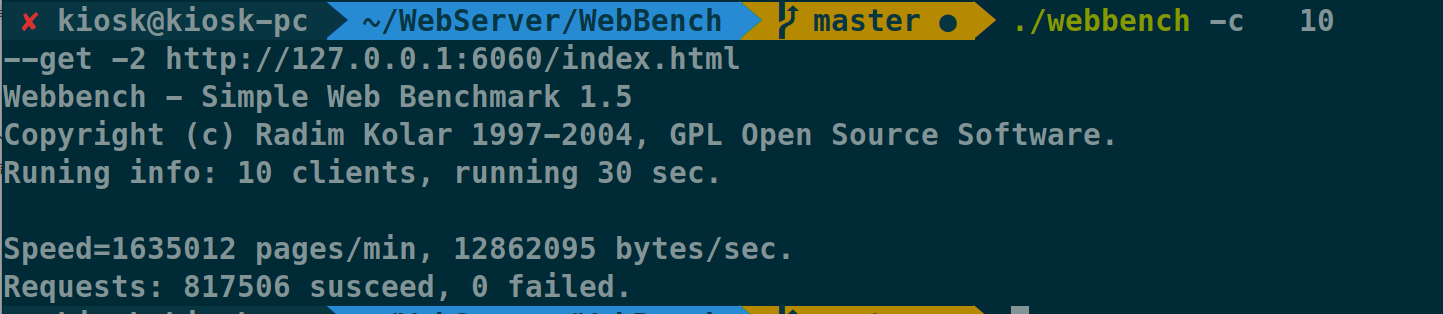 ✘ kiosk@kiosk-pc ~/WebServer/WebBench master ● ./webbench -c   10
--get -2 http://127.0.0.1:6060/index.html
Webbench - Simple Web Benchmark 1.5
Copyright (c) Radim Kolar 1997-2004, GPL Open Source Software.
Runing info: 10 clients, running 30 sec.
Speed=1635012 pages/min, 12862095 bytes/sec.
Requests: 817506 susceed, 0 failed.